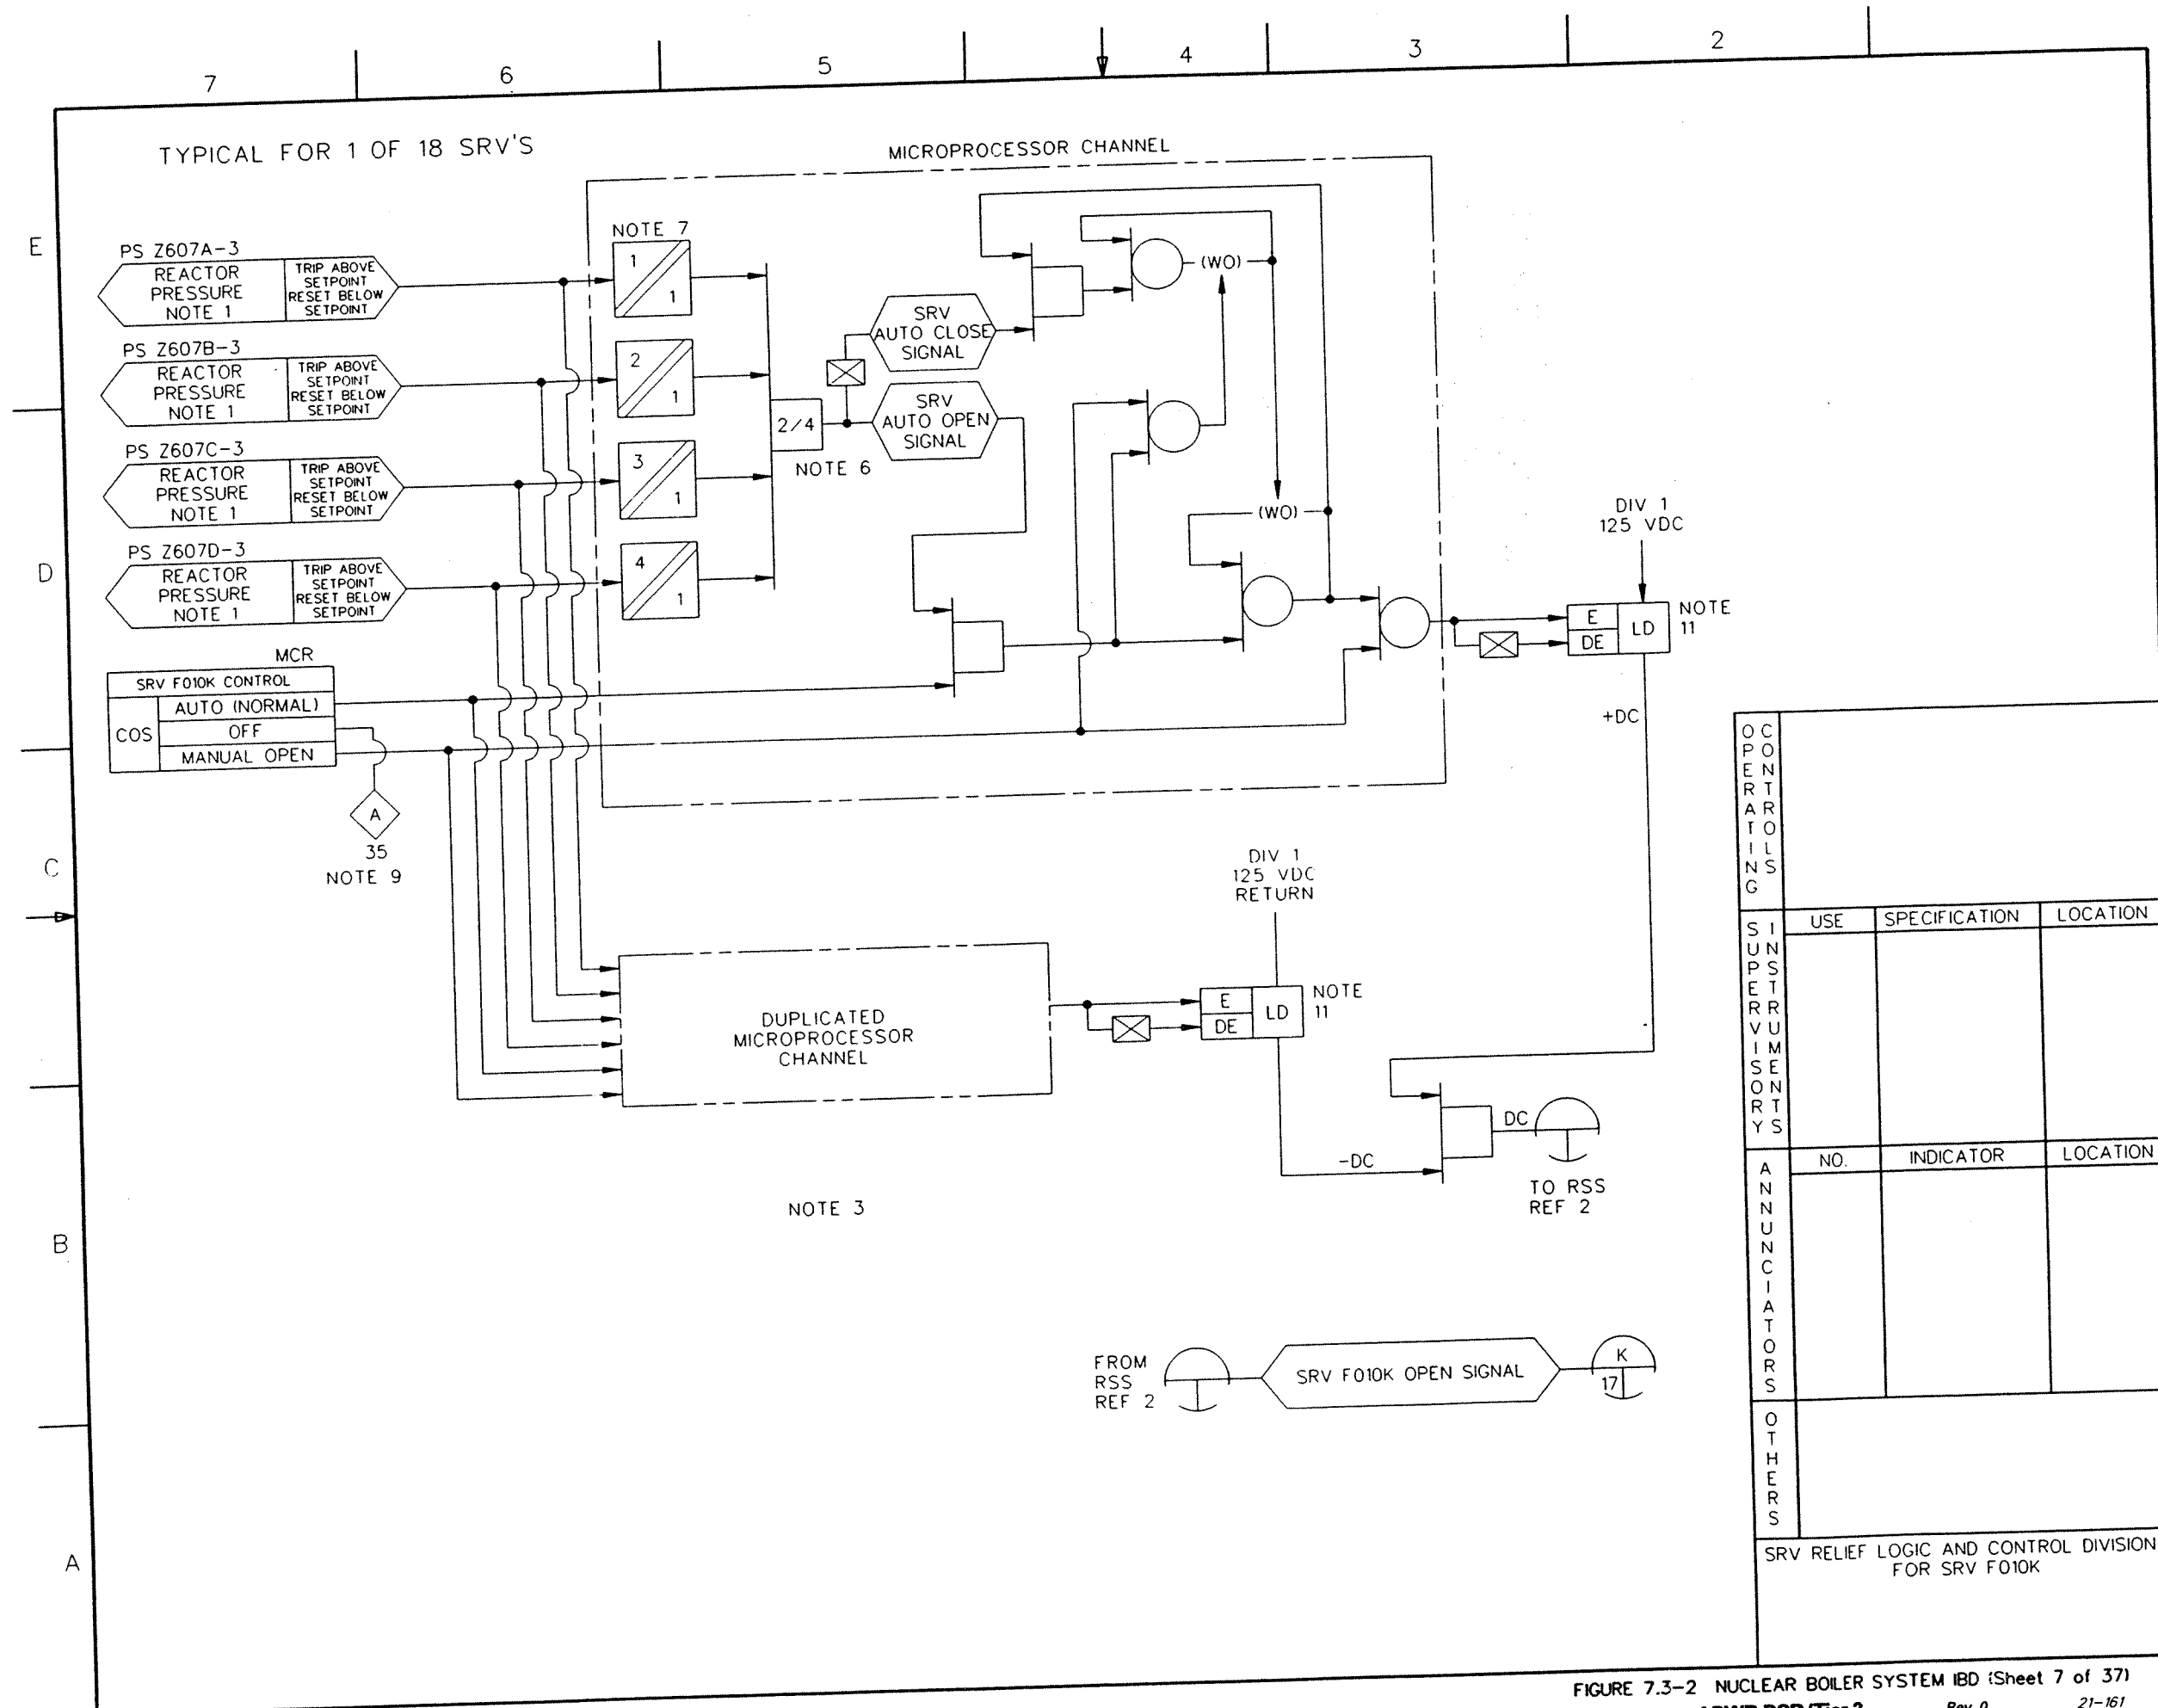 7
6
5
4
3
2
TYPICAL FOR 1 OF 18 SRV'S
MICROPROCESSOR CHANNEL
E
D
C
B
A
NOTE 7
PS Z607A-3
REACTOR
PRESSURE
NOTE 1
TRIP ABOVE
SETPOINT
RESET BELOW
SETPOINT
1
1
PS Z607B-3
REACTOR
PRESSURE
NOTE 1
TRIP ABOVE
SETPOINT
RESET BELOW
SETPOINT
2
1
PS Z607C-3
REACTOR
PRESSURE
NOTE 1
TRIP ABOVE
SETPOINT
RESET BELOW
SETPOINT
3
1
PS Z607D-3
REACTOR
PRESSURE
NOTE 1
TRIP ABOVE
SETPOINT
RESET BELOW
SETPOINT
4
1
2/4
NOTE 6
SRV
AUTO CLOSE
SIGNAL
SRV
AUTO OPEN
SIGNAL
(WO)
(WO)
DIV 1
125 VDC
E
DE
LD
NOTE
11
+DC
MCR
SRV F010K CONTROL
COS
AUTO (NORMAL)
OFF
MANUAL OPEN
A
35
NOTE 9
DIV 1
125 VDC
RETURN
DUPLICATED
MICROPROCESSOR
CHANNEL
E
DE
LD
NOTE
11
-DC
DC
TO RSS
REF 2
NOTE 3
FROM
RSS
REF 2
SRV F010K OPEN SIGNAL
K
17
OPERATING
CONTROLS
SUPERVISORY
INSTRUMENTS
USE
SPECIFICATION
LOCATION
ANNUNCIATORS
NO.
INDICATOR
LOCATION
OTHERS
SRV RELIEF LOGIC AND CONTROL DIVISION
FOR SRV F010K
FIGURE 7.3-2 NUCLEAR BOILER SYSTEM IBD (Sheet 7 of 37)
Rev 0
21-161